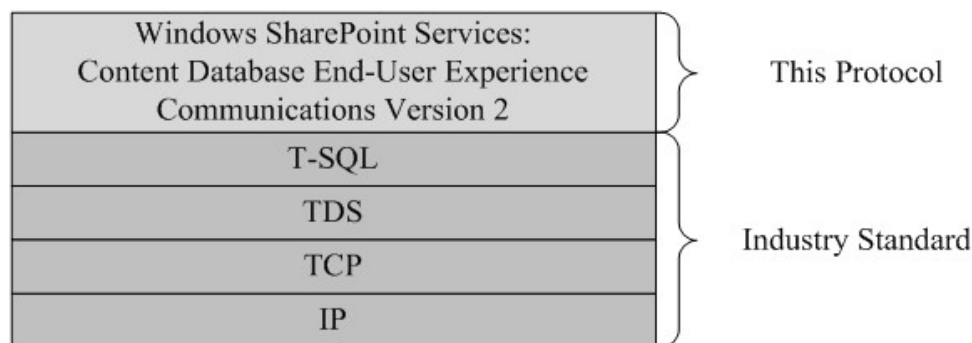 Windows SharePoint Services:
Content Database End-User Experience
Communications Version 2
This Protocol
T-SQL
TDS
TCP
IP
Industry Standard